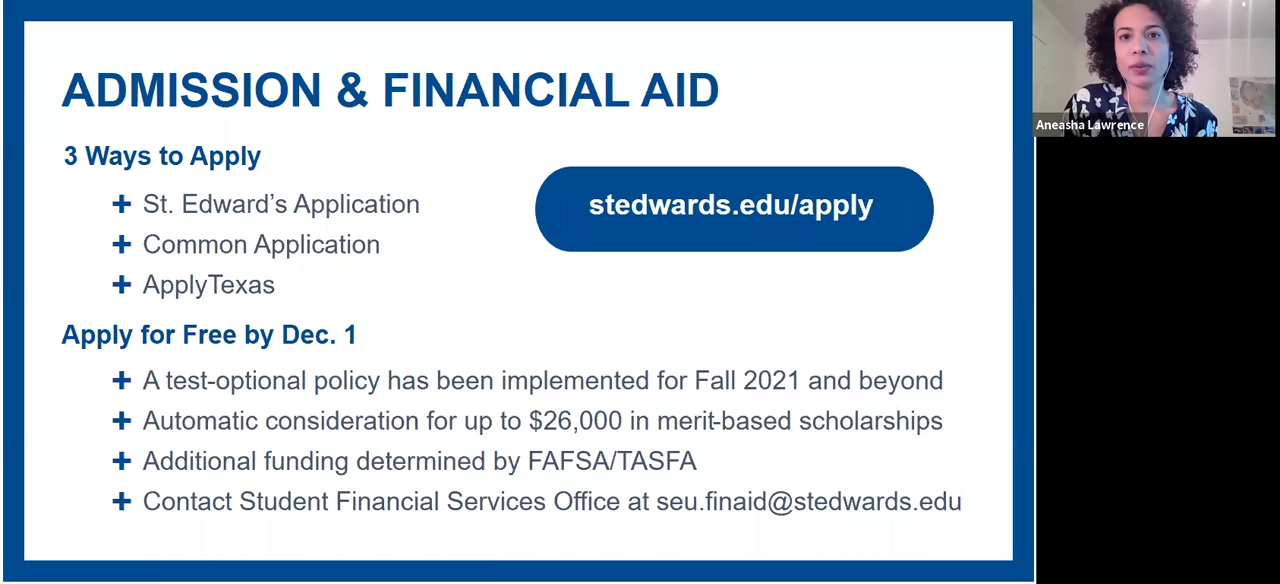 ADMISSION & FINANCIAL AID
3 Ways to Apply
St. Edward’s Application
Common Application
ApplyTexas
stedwards.edu/apply
Apply for Free by Dec. 1
A test-optional policy has been implemented for Fall 2021 and beyond
Automatic consideration for up to $26,000 in merit-based scholarships
Additional funding determined by FAFSA/TASFA
Contact Student Financial Services Office at seu.finaid@stedwards.edu
Aneasha Lawrence